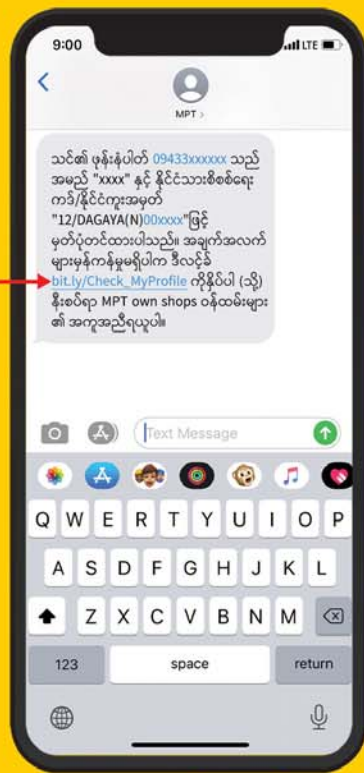 9:00
LTE
MPT >
သင်၏ ဖုန်းနံပါတ် 09433xxxxxx သည်
အမည် "xxxx" နှင့် နိုင်ငံသားစိစစ်ရေး
ကဒ်/နိုင်ငံကူးအမှတ်
"12/DAGAYA(N)00xxxx"ဖြင့်
မှတ်ပုံတင်ထားပါသည်။ အချက်အလက်
များမှန်ကန်မှုမရှိပါက ဒီလင့်ခ်
bit.ly/Check_MyProfile ကိုနှိပ်ပါ (သို့)
နီးစပ်ရာ MPT own shops ဝန်ထမ်းများ
၏ အကူအညီရယူပါ။
Text Message
Q W E R T Y U I O P
A S D F G H J K L
Z X C V B N M
123 space return